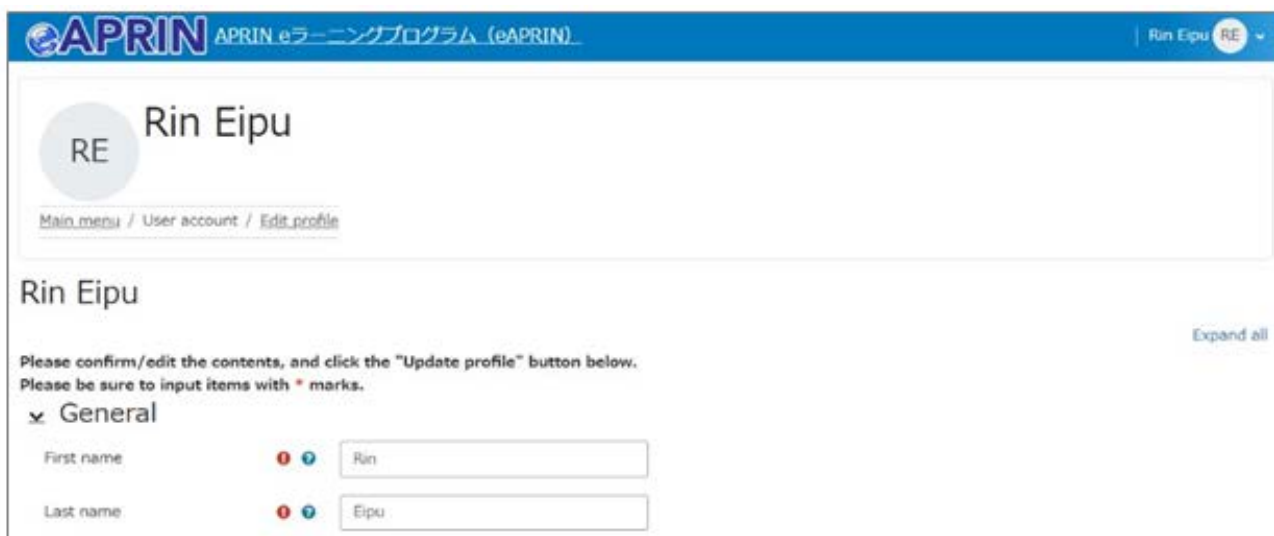 eAPRIN APRIN eラーニングプログラム (eAPRIN)
Rin Eipu RE
RE
Rin Eipu
Main menu / User account / Edit profile
Rin Eipu
Expand all
Please confirm/edit the contents, and click the "Update profile" button below.
Please be sure to input items with * marks.
General
First name ! ? Rin
Last name ! ? Eipu